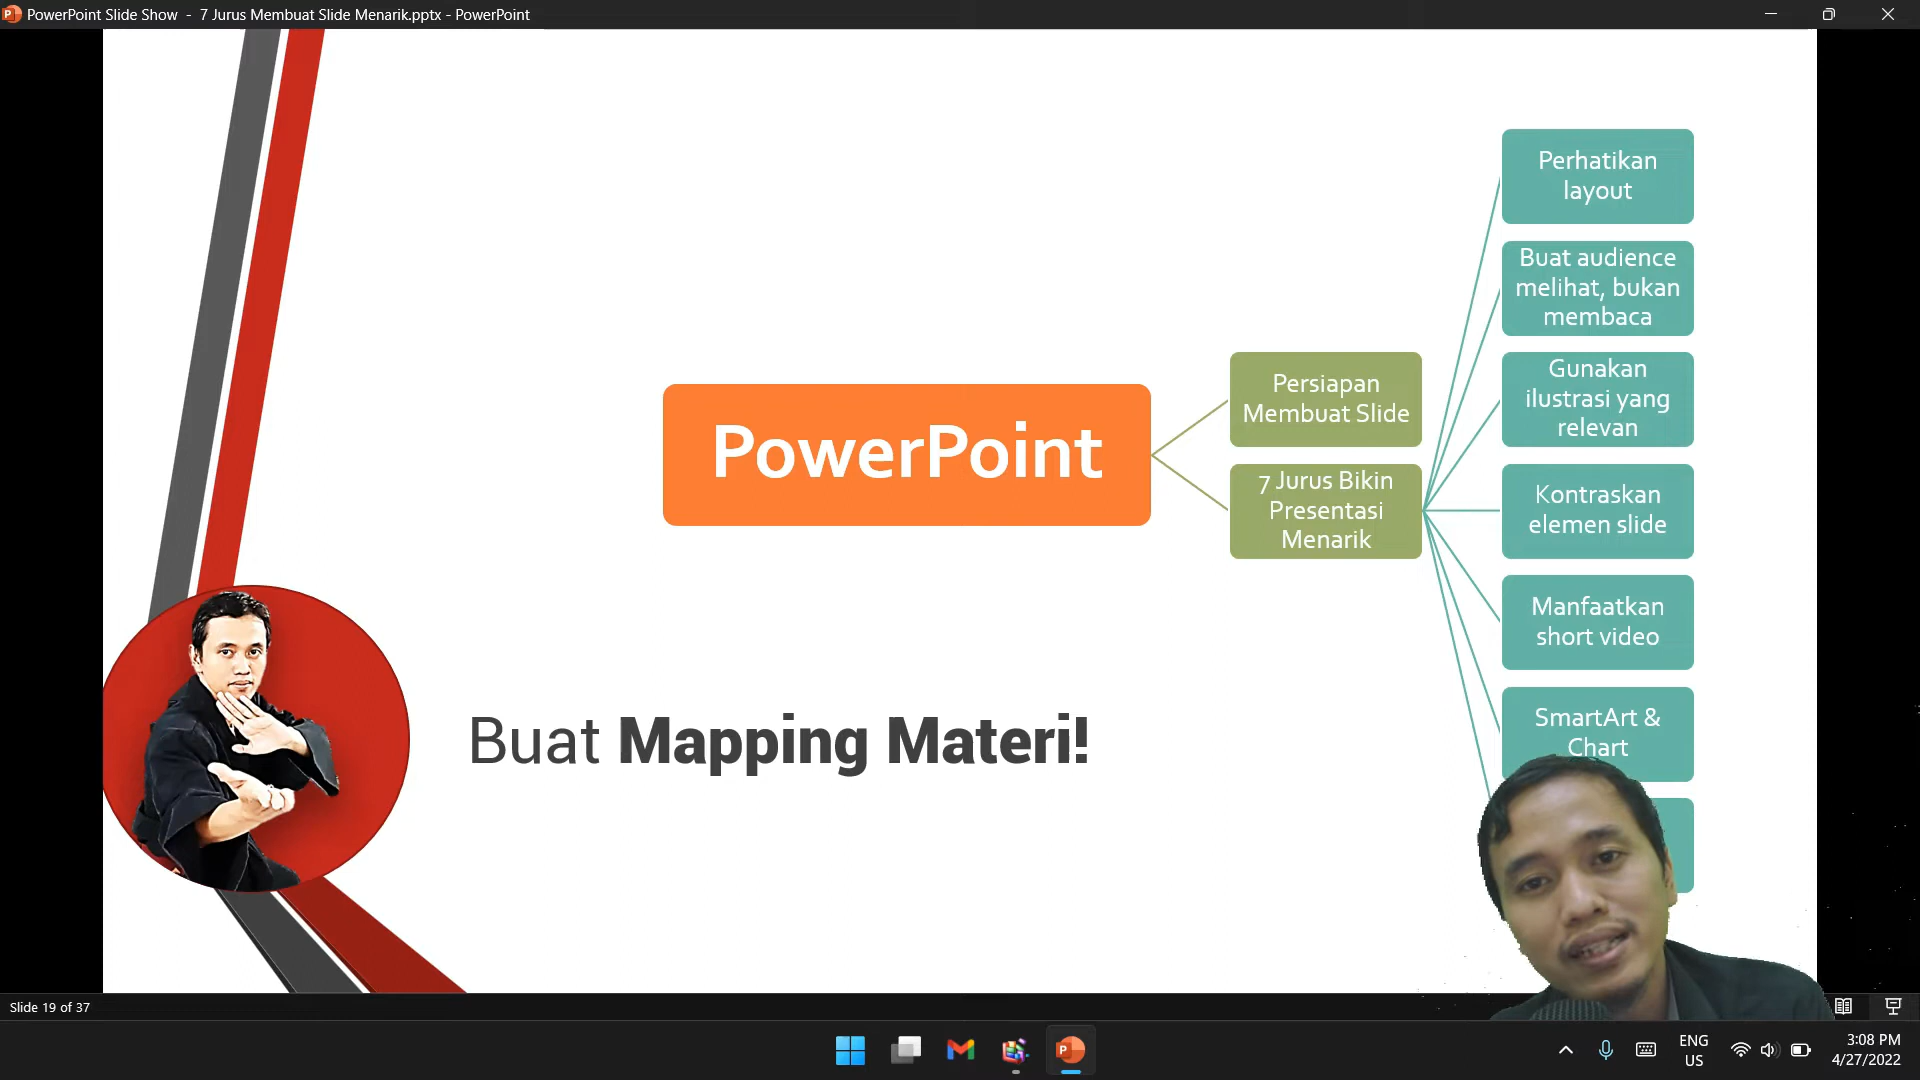 PowerPoint Slide Show - 7 Jurus Membuat Slide Menarik.pptx - PowerPoint
Perhatikan
layout
Buat audience
melihat, bukan
membaca
Gunakan
ilustrasi yang
relevan
Persiapan
Membuat Slide
PowerPoint
7 Jurus Bikin
Presentasi
Menarik
Kontraskan
elemen slide
Manfaatkan
short video
SmartArt &
Chart
Buat Mapping Materi!
Slide 19 of 37
ENG
US
3:08 PM
4/27/2022